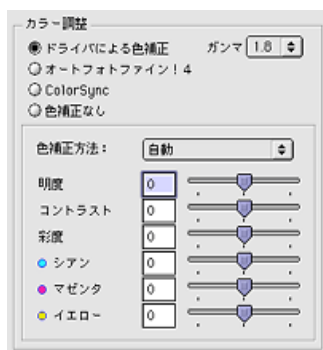 カラー調整
ドライバによる色補正 ガンマ 1.8
オートフォトファイン！4
ColorSync
色補正なし
色補正方法： 自動
明度 0
コントラスト 0
彩度 0
シアン 0
マゼンタ 0
イエロー 0